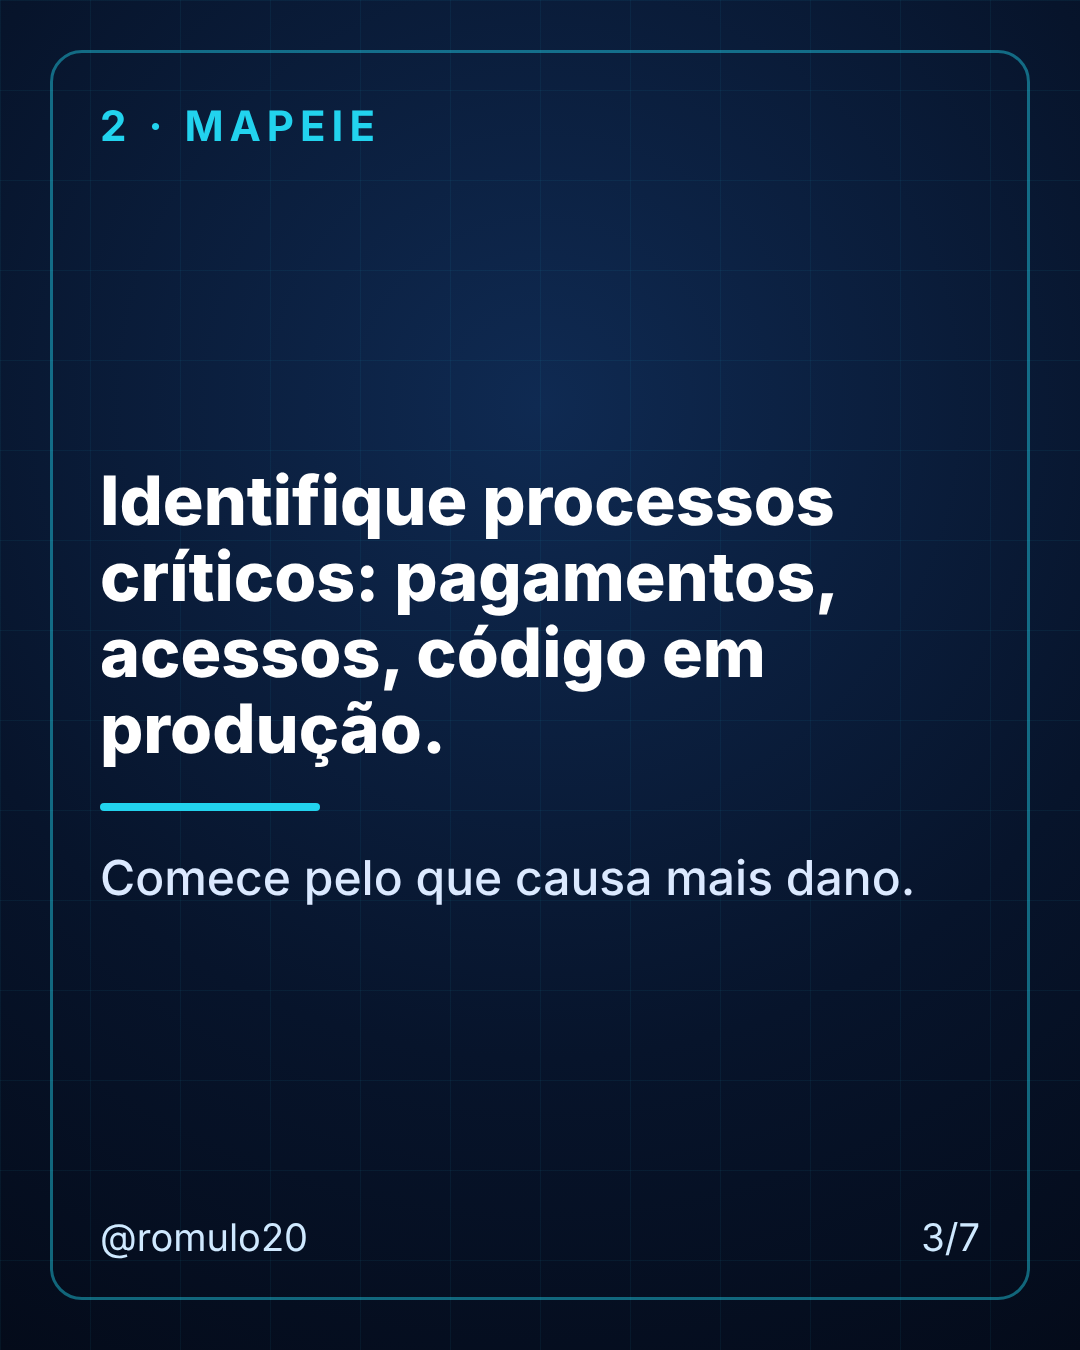 2 · MAPEIE
Identifique processos
críticos: pagamentos,
acessos, código em
produção.
Comece pelo que causa mais dano.
@romulo20
3/7